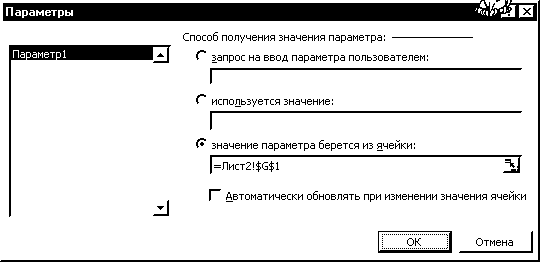 Параметры
Способ получения значения параметра:
Параметр1
запрос на ввод параметра пользователем:
используется значение:
значение параметра берется из ячейки:
=Лист2!$G$1
Автоматически обновлять при изменении значения ячейки
OK
Отмена